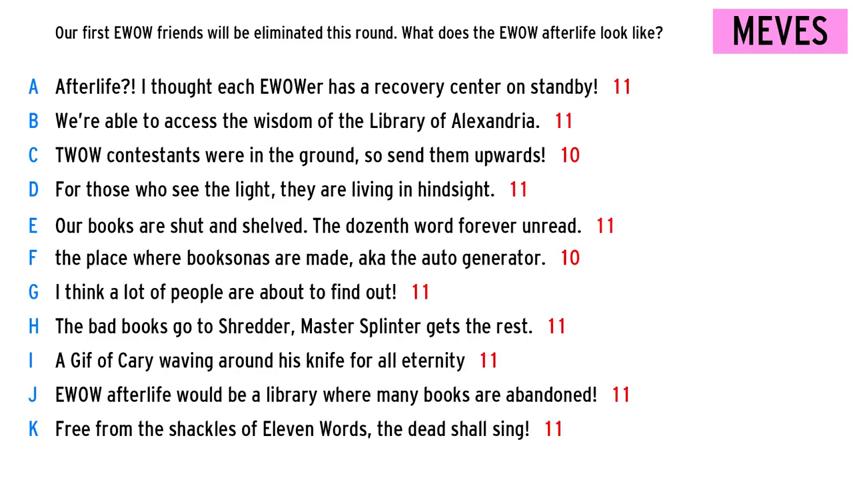 Our first EWOW friends will be eliminated this round. What does the EWOW afterlife look like?
MEVES
A Afterlife?! I thought each EWOWer has a recovery center on standby! 11
B We're able to access the wisdom of the Library of Alexandria. 11
C TWOW contestants were in the ground, so send them upwards! 10
D For those who see the light, they are living in hindsight. 11
E Our books are shut and shelved. The dozenth word forever unread. 11
F the place where booksonas are made, aka the auto generator. 10
G I think a lot of people are about to find out! 11
H The bad books go to Shredder, Master Splinter gets the rest. 11
I A Gif of Cary waving around his knife for all eternity 11
J EWOW afterlife would be a library where many books are abandoned! 11
K Free from the shackles of Eleven Words, the dead shall sing! 11